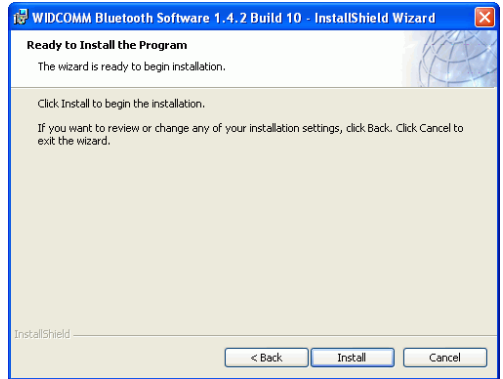 WIDCOMM Bluetooth Software 1.4.2 Build 10 - InstallShield Wizard
Ready to Install the Program
The wizard is ready to begin installation.
Click Install to begin the installation.
If you want to review or change any of your installation settings, click Back. Click Cancel to
exit the wizard.
InstallShield
< Back Install Cancel